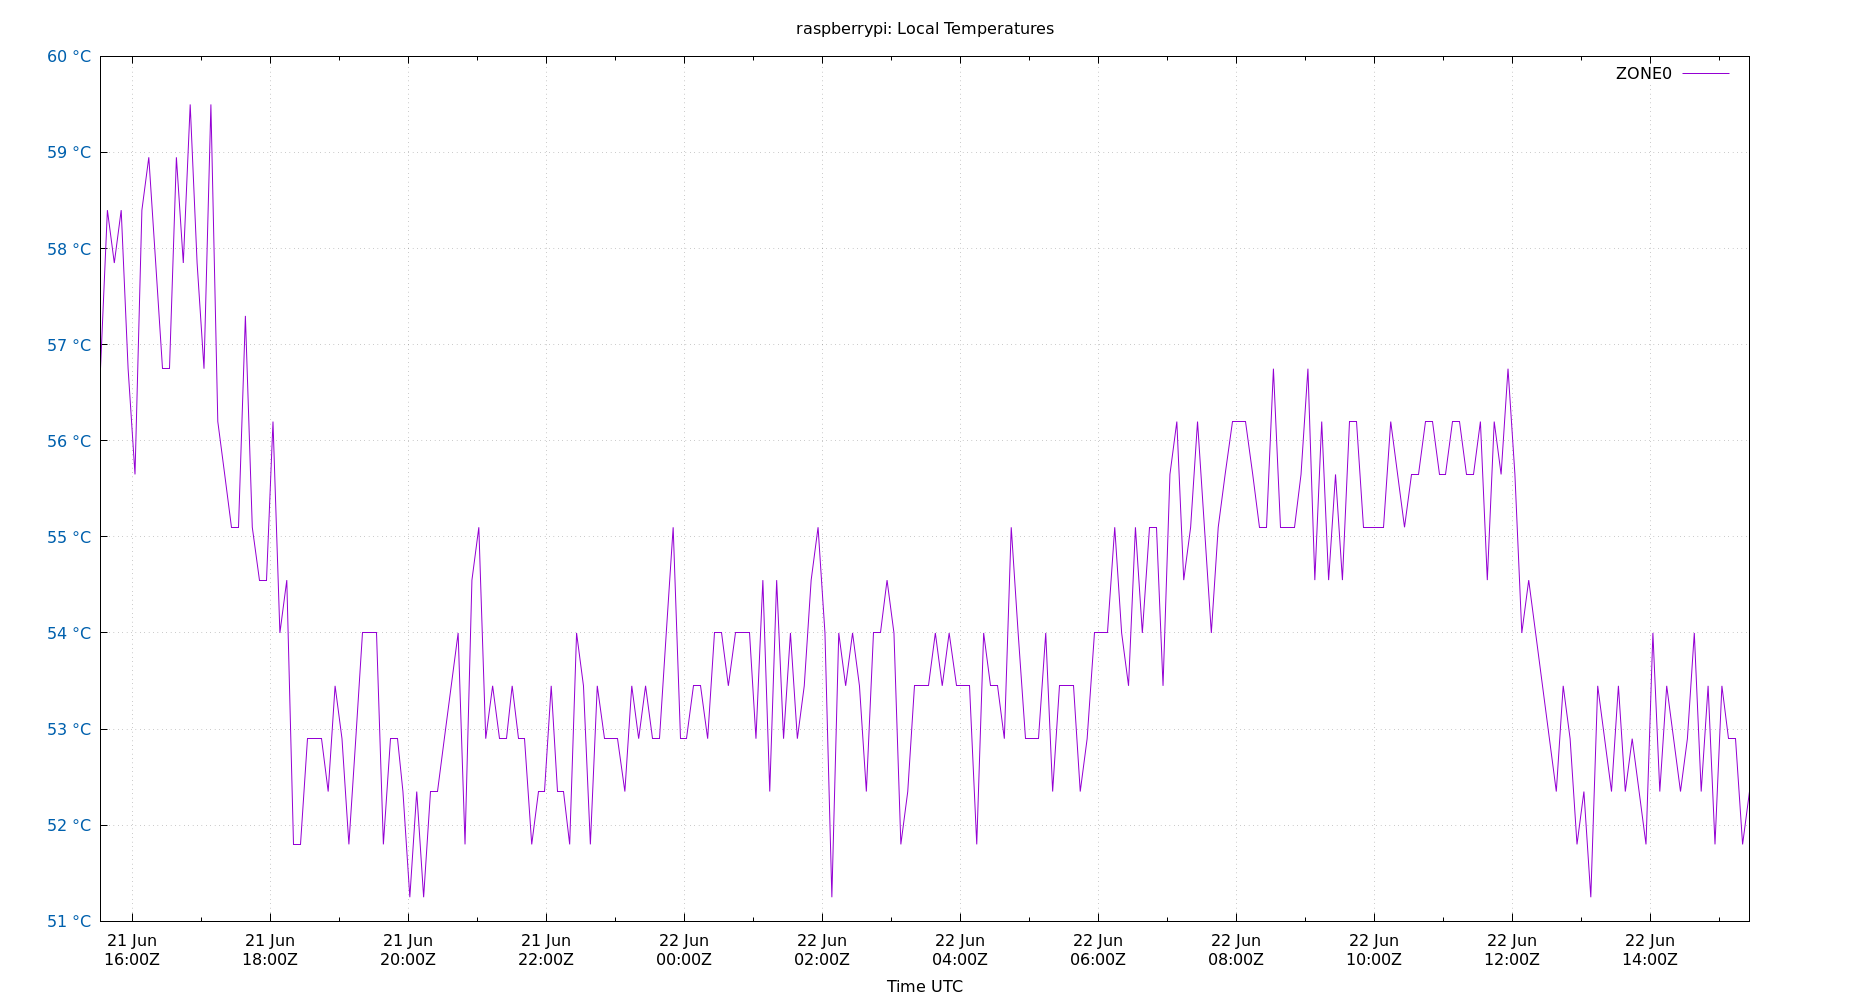 raspberrypi: Local Temperatures
ZONE0
60 °C
59 °C
58 °C
57 °C
56 °C
55 °C
54 °C
53 °C
52 °C
51 °C
21 Jun 21 Jun 21 Jun 21 Jun 22 Jun 22 Jun 22 Jun 22 Jun 22 Jun 22 Jun 22 Jun 22 Jun
16:00Z 18:00Z 20:00Z 22:00Z 00:00Z 02:00Z 04:00Z 06:00Z 08:00Z 10:00Z 12:00Z 14:00Z
Time UTC